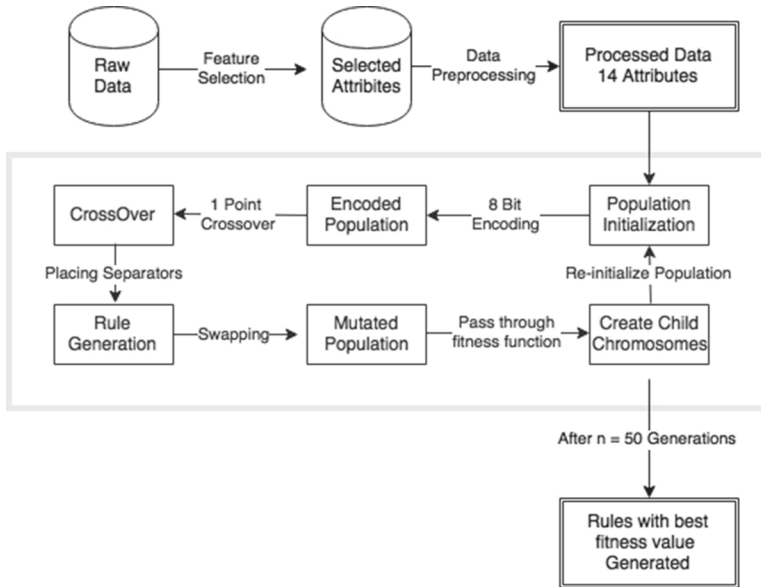 Raw
Data
Feature
Selection
Selected
Attribites
Data
Preprocessing
Processed Data
14 Attributes
CrossOver
1 Point
Crossover
Encoded
Population
8 Bit
Encoding
Population
Initialization
Placing Separators
Re-initialize Population
Rule
Generation
Swapping
Mutated
Population
Pass through
fitness function
Create Child
Chromosomes
After n = 50 Generations
Rules with best
fitness value
Generated